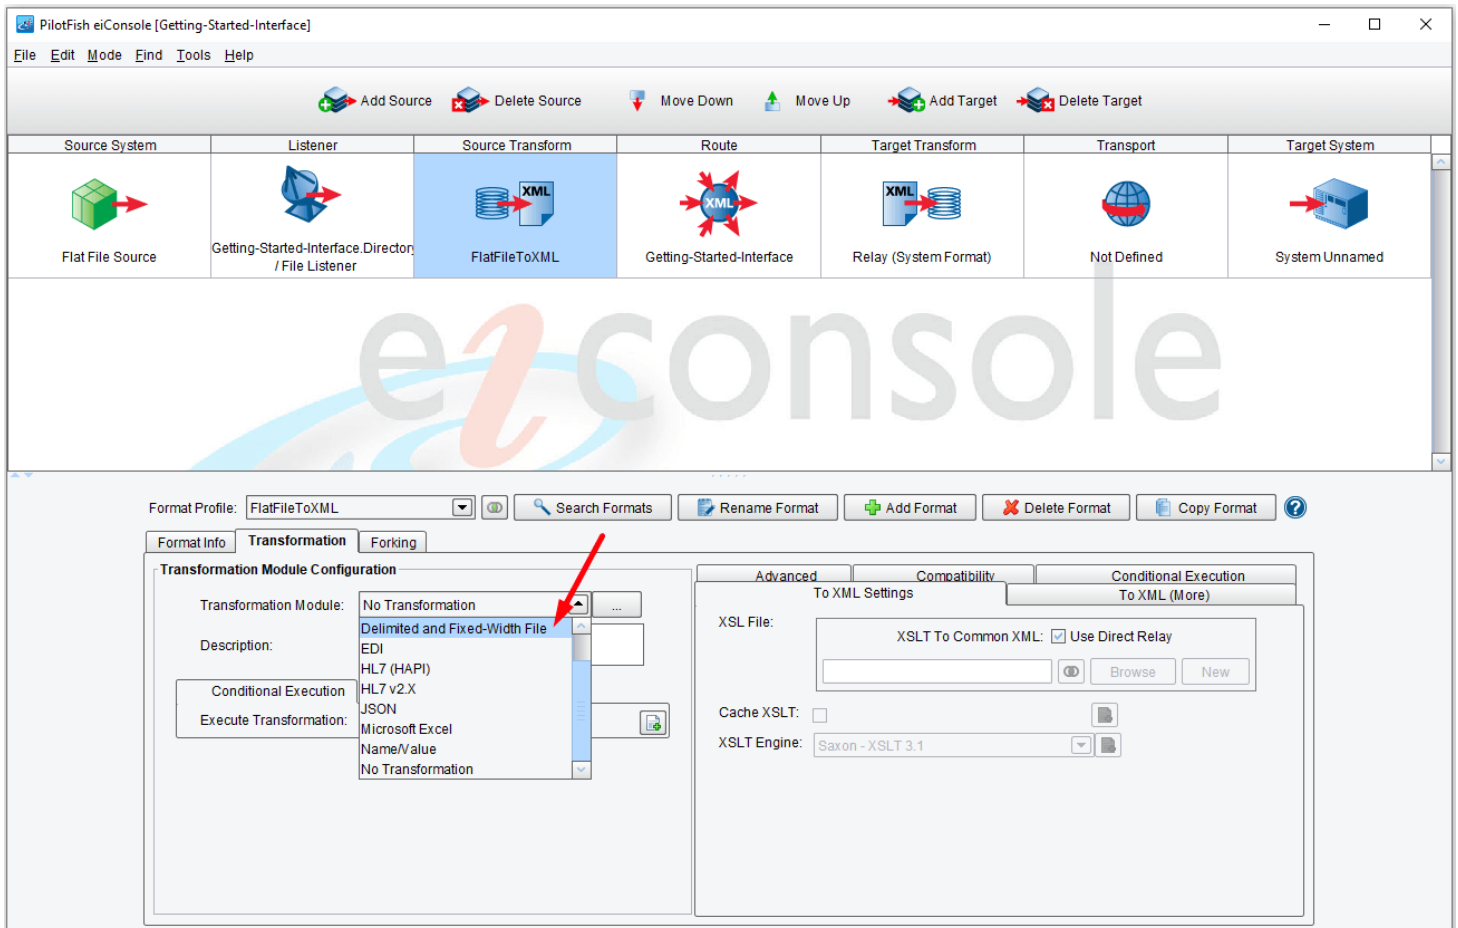 PilotFish eiConsole [Getting-Started-Interface]
File Edit Mode Find Tools Help
Add Source Delete Source Move Down Move Up Add Target Delete Target
Source System Listener Source Transform Route Target Transform Transport Target System
XML XML XML
Flat File Source Getting-Started-Interface.Directory / File Listener FlatFileToXML Getting-Started-Interface Relay (System Format) Not Defined System Unnamed
eiconsole
Format Profile: FlatFileToXML Search Formats Rename Format Add Format Delete Format Copy Format ?
Format Info Transformation Forking
Transformation Module Configuration
Transformation Module: No Transformation ...
Delimited and Fixed-Width File
EDI
HL7 (HAPI)
HL7 v2.X
JSON
Microsoft Excel
Name/Value
No Transformation
Description:
Conditional Execution
Execute Transformation:
Advanced Compatibility Conditional Execution
To XML Settings To XML (More)
XSL File:
XSLT To Common XML: Use Direct Relay
Browse New
Cache XSLT:
XSLT Engine: Saxon - XSLT 3.1